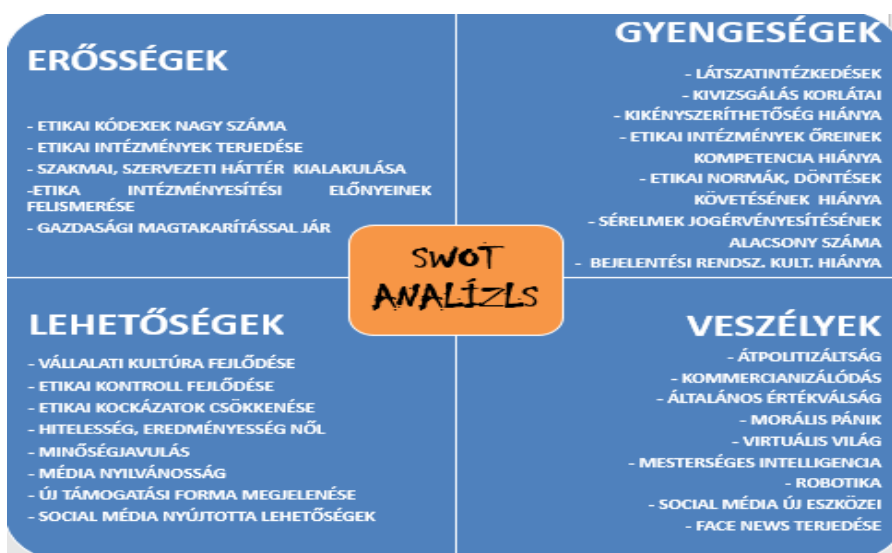 ERŐSSÉGEK
- ETIKAI KÓDEXEK NAGY SZÁMA
- ETIKAI INTÉZMÉNYEK TERJEDÉSE
- SZAKMAI, SZERVEZETI HÁTTÉR KIALAKULÁSA
-ETIKA INTÉZMÉNYESÍTÉSI ELŐNYEINEK
FELISMERÉSE
- GAZDASÁGI MAGTAKARÍTÁSSAL JÁR
GYENGESÉGEK
- LÁTSZATINTÉZKEDÉSEK
- KIVIZSGÁLÁS KORLÁTAI
- KIKÉNYSZERÍTHETŐSÉG HIÁNYA
- ETIKAI INTÉZMÉNYEK ŐREINEK
KOMPETENCIA HIÁNYA
- ETIKAI NORMÁK, DÖNTÉSEK
KÖVETÉSÉNEK HIÁNYA
- SÉRELMEK JOGÉRVÉNYESÍTÉSÉNEK
ALACSONY SZÁMA
- BEJELENTÉSI RENDSZ. KULT. HIÁNYA
SWOT
ANALÍZLS
LEHETŐSÉGEK
- VÁLLALATI KULTÚRA FEJLŐDÉSE
- ETIKAI KONTROLL FEJLŐDÉSE
- ETIKAI KOCKÁZATOK CSÖKKENÉSE
- HITELESSÉG, EREDMÉNYESSÉG NŐL
- MINŐSÉGJAVULÁS
- MÉDIA NYILVÁNOSSÁG
- ÚJ TÁMOGATÁSI FORMA MEGJELENÉSE
- SOCIAL MÉDIA NYÚJTOTTA LEHETŐSÉGEK
VESZÉLYEK
- ÁTPOLITIZÁLTSÁG
- KOMMERCIANIZÁLÓDÁS
- ÁLTALÁNOS ÉRTÉKVÁLSÁG
- MORÁLIS PÁNIK
- VIRTUÁLIS VILÁG
- MESTERSÉGES INTELLIGENCIA
- ROBOTIKA
- SOCIAL MÉDIA ÚJ ESZKÖZEI
- FACE NEWS TERJEDÉSE